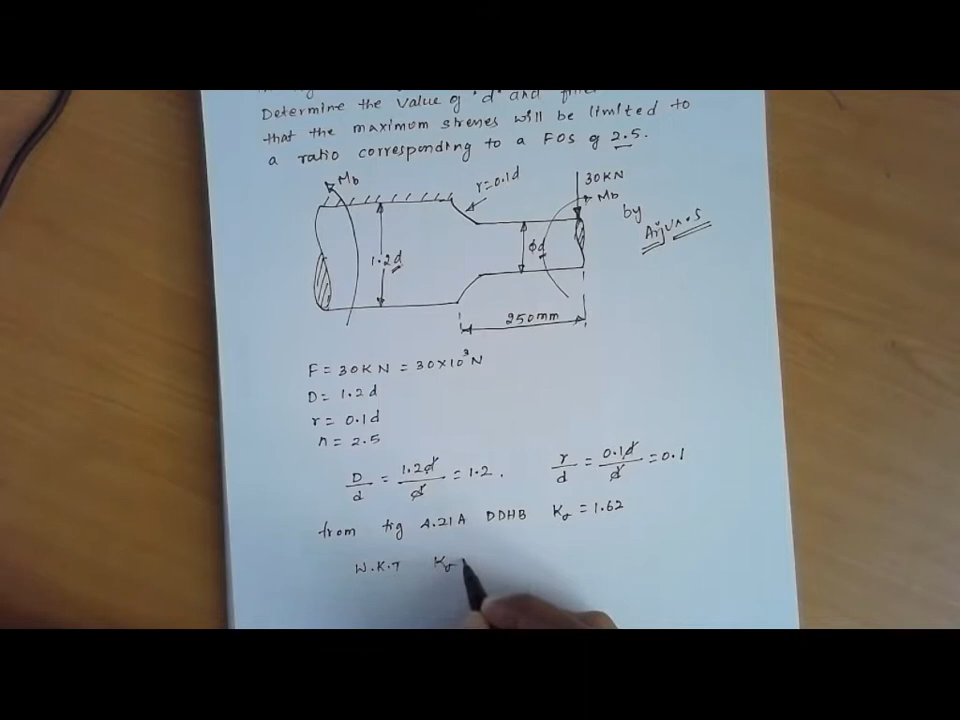 Determine the value of 'd' and
that the maximum stresses will be limited to
a ratio corresponding to a FOS of 2.5.
Mb
r=0.1d
30KN
Mb
by
Arjun.S
1.2d
ϕd
250mm
F = 30KN = 30×10³N
D = 1.2d
r = 0.1d
n = 2.5
D/d = 1.2d/d = 1.2. r/d = 0.1d/d = 0.1
from fig 4.21A DDHB Kσ = 1.62
W.K.T Kσ